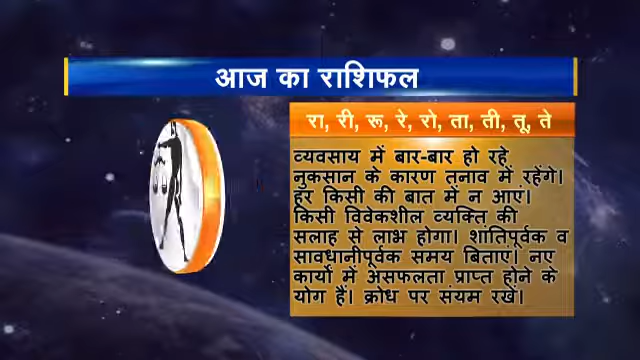 आज का राशिफल
रा, री, रू, रे, रो, ता, ती, तू, ते
व्यवसाय में बार-बार हो रहे
नुकसान के कारण तनाव में रहेंगे।
हर किसी की बात में न आएं।
किसी विवेकशील व्यक्ति की
सलाह से लाभ होगा। शांतिपूर्वक व
सावधानीपूर्वक समय बिताएं। नए
कार्यों में असफलता प्राप्त होने के
योग हैं। क्रोध पर संयम रखें।